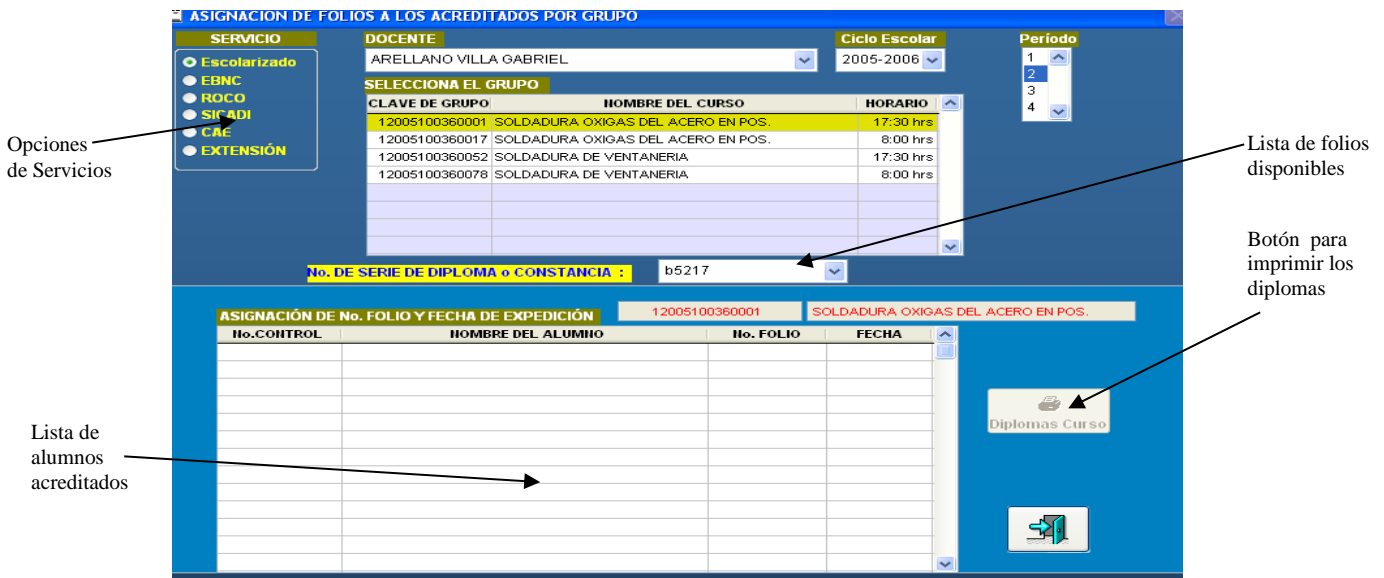 ASIGNACION DE FOLIOS A LOS ACREDITADOS POR GRUPO
SERVICIO
Escolarizado
EBNC
ROCO
SICADI
CAE
EXTENSIÓN
DOCENTE
ARELLANO VILLA GABRIEL
Ciclo Escolar
2005-2006
Período
1
2
3
4
SELECCIONA EL GRUPO
CLAVE DE GRUPO NOMBRE DEL CURSO HORARIO
12005100360001 SOLDADURA OXIGAS DEL ACERO EN POS. 17:30 hrs
12005100360017 SOLDADURA OXIGAS DEL ACERO EN POS. 8:00 hrs
12005100360052 SOLDADURA DE VENTANERIA 17:30 hrs
12005100360078 SOLDADURA DE VENTANERIA 8:00 hrs
No. DE SERIE DE DIPLOMA o CONSTANCIA : b5217
ASIGNACIÓN DE No. FOLIO Y FECHA DE EXPEDICIÓN 12005100360001 SOLDADURA OXIGAS DEL ACERO EN POS.
No.CONTROL NOMBRE DEL ALUMNO No. FOLIO FECHA
Diplomas Curso
Opciones
de Servicios
Lista de
alumnos
acreditados
Lista de folios
disponibles
Botón para
imprimir los
diplomas